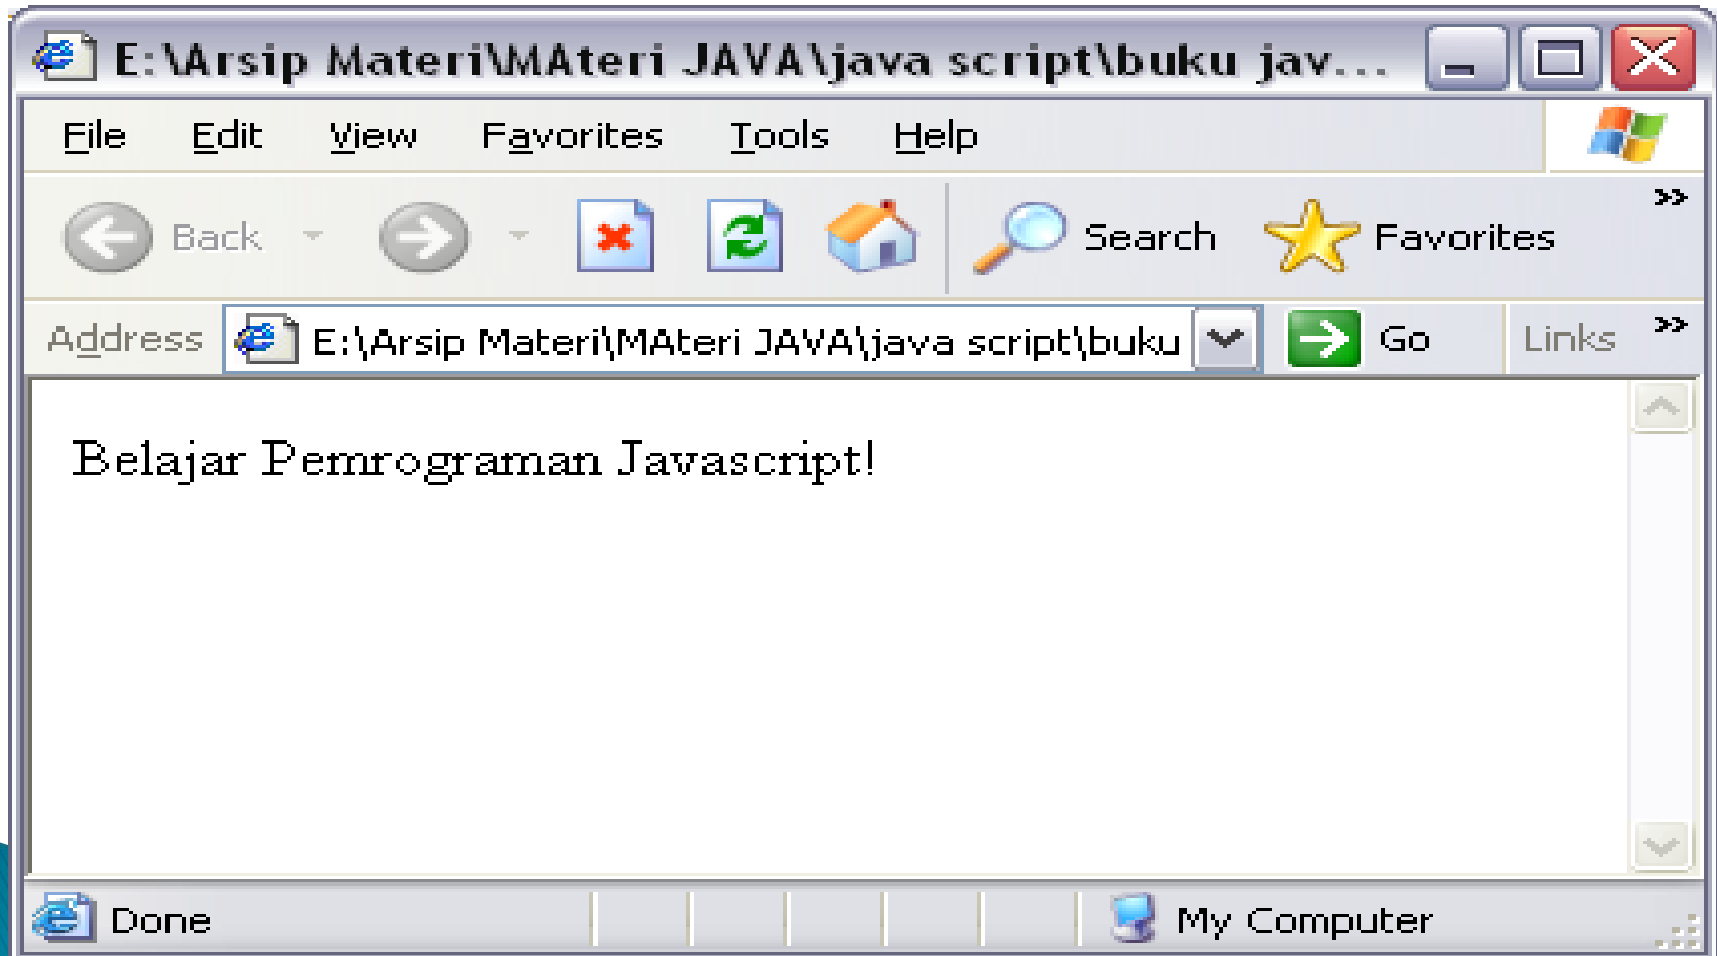 E:\Arsip Materi\MAteri JAVA\java script\buku jav...
File Edit View Favorites Tools Help
Back Search Favorites »
Address E:\Arsip Materi\MAteri JAVA\java script\buku Go Links »
Belajar Pemrograman Javascript!
Done My Computer